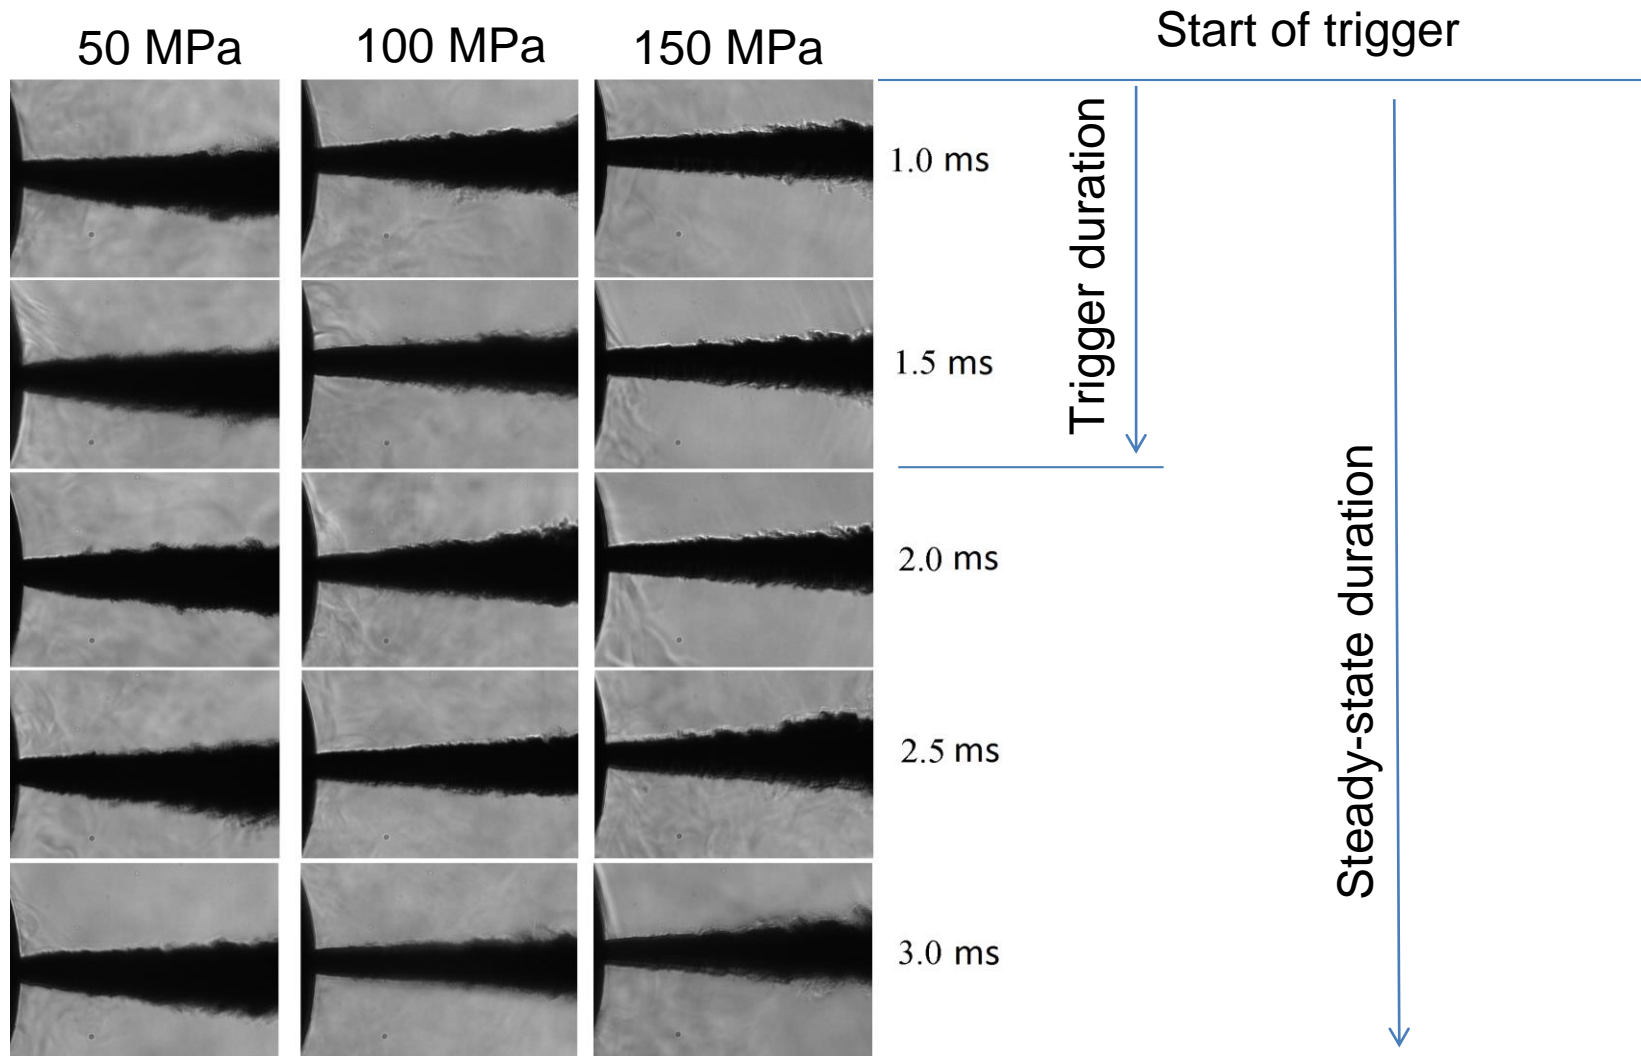 50 MPa
100 MPa
150 MPa
Start of trigger
1.0 ms
1.5 ms
2.0 ms
2.5 ms
3.0 ms
Trigger duration
Steady-state duration